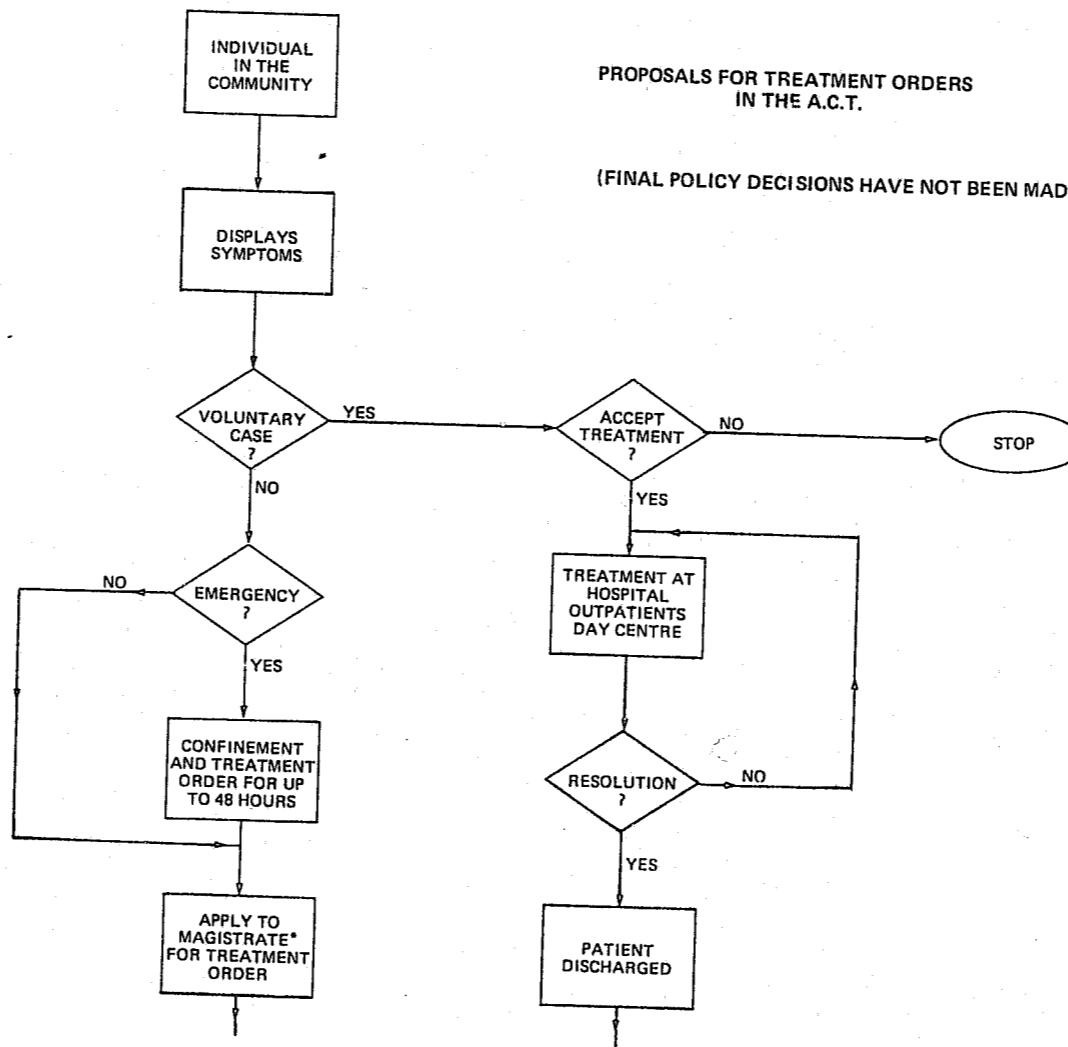 PROPOSALS FOR TREATMENT ORDERS
IN THE A.C.T.
(FINAL POLICY DECISIONS HAVE NOT BEEN MAD
INDIVIDUAL
IN THE
COMMUNITY
DISPLAYS
SYMPTOMS
VOLUNTARY
CASE
?
YES
NO
ACCEPT
TREATMENT
?
NO
STOP
YES
EMERGENCY
?
NO
YES
TREATMENT AT
HOSPITAL
OUTPATIENTS
DAY CENTRE
CONFINEMENT
AND TREATMENT
ORDER FOR UP
TO 48 HOURS
RESOLUTION
?
NO
YES
APPLY TO
MAGISTRATE*
FOR TREATMENT
ORDER
PATIENT
DISCHARGED